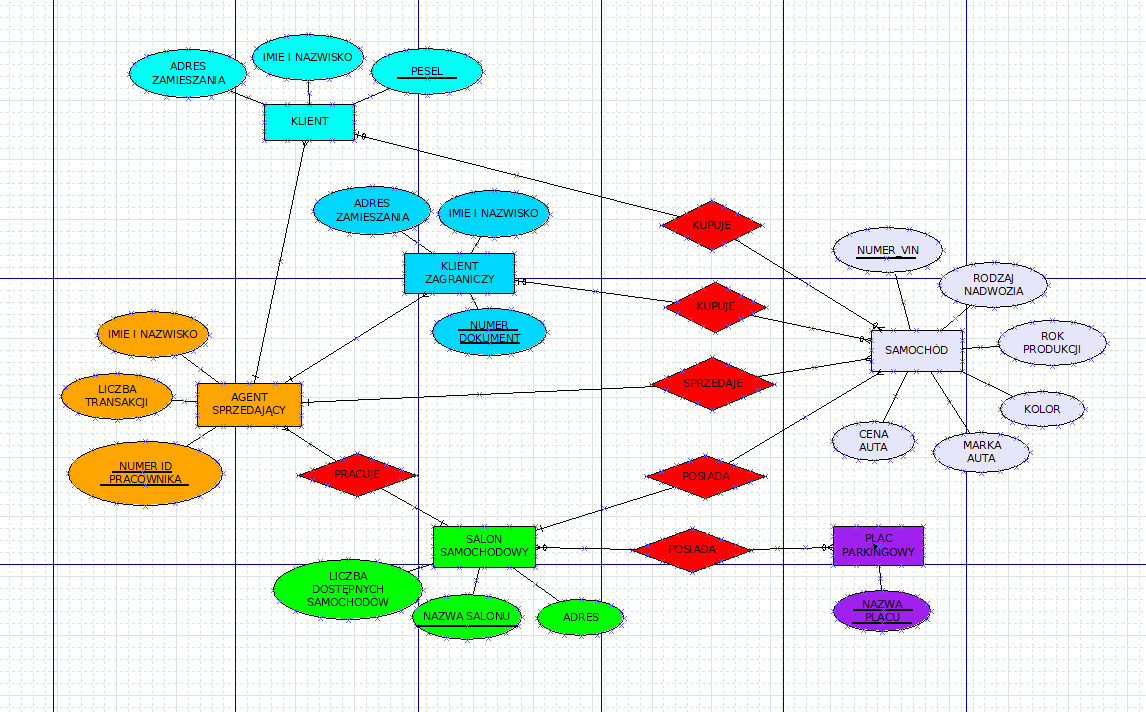 ADRES
ZAMIESZANIA
IMIE I NAZWISKO
PESEL
KLIENT
ADRES
ZAMIESZANIA
IMIE I NAZWISKO
KLIENT
ZAGRANICZY
NUMER
DOKUMENT
KUPUJE
KUPUJE
NUMER_VIN
RODZAJ
NADWOZIA
ROK
PRODUKCJI
SAMOCHÓD
KOLOR
CENA
AUTA
MARKA
AUTA
IMIE I NAZWISKO
LICZBA
TRANSAKCJI
AGENT
SPRZEDAJĄCY
NUMER ID
PRACOWNIKA
SPRZEDAJE
PRACUJE
POSIADA
SALON
SAMOCHODOWY
POSIADA
PLAC
PARKINGOWY
LICZBA
DOSTĘPNYCH
SAMOCHODÓW
NAZWA SALONU
ADRES
NAZWA
PLACU